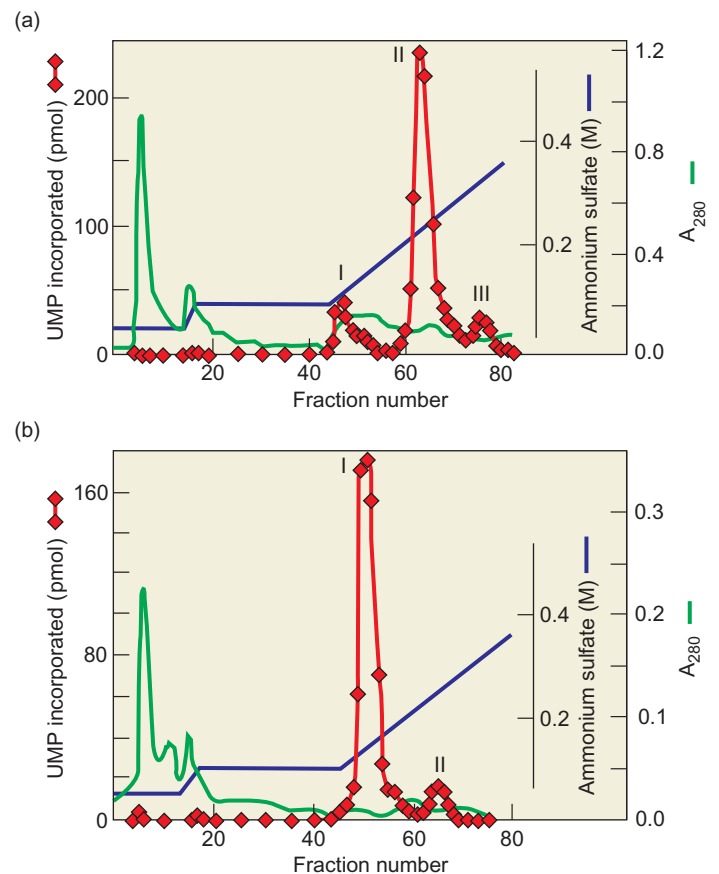 (a)
UMP incorporated (pmol)
200
100
0
I
II
III
20
40
60
80
Fraction number
0.4
0.2
Ammonium sulfate (M)
1.2
0.8
0.4
0.0
A280
(b)
UMP incorporated (pmol)
160
80
0
I
II
20
40
60
80
Fraction number
0.4
0.2
Ammonium sulfate (M)
0.3
0.2
0.1
0.0
A280